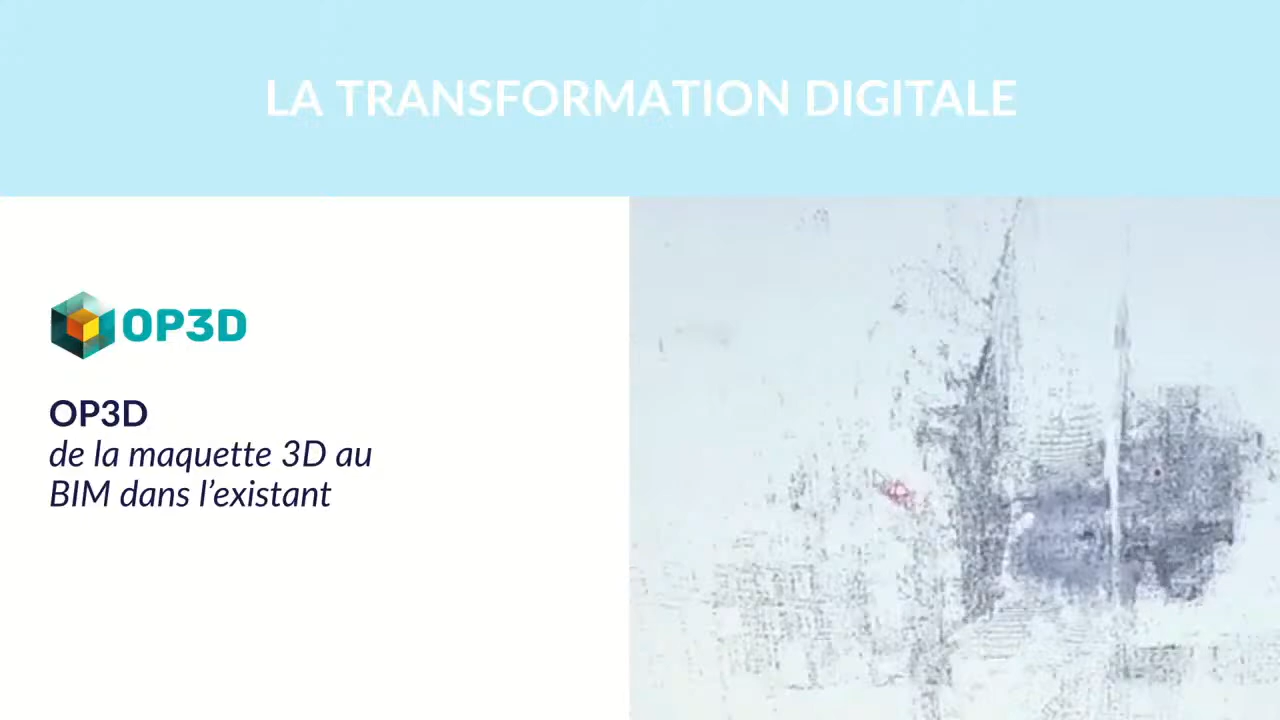 LA TRANSFORMATION DIGITALE
OP3D
OP3D
de la maquette 3D au
BIM dans l’existant